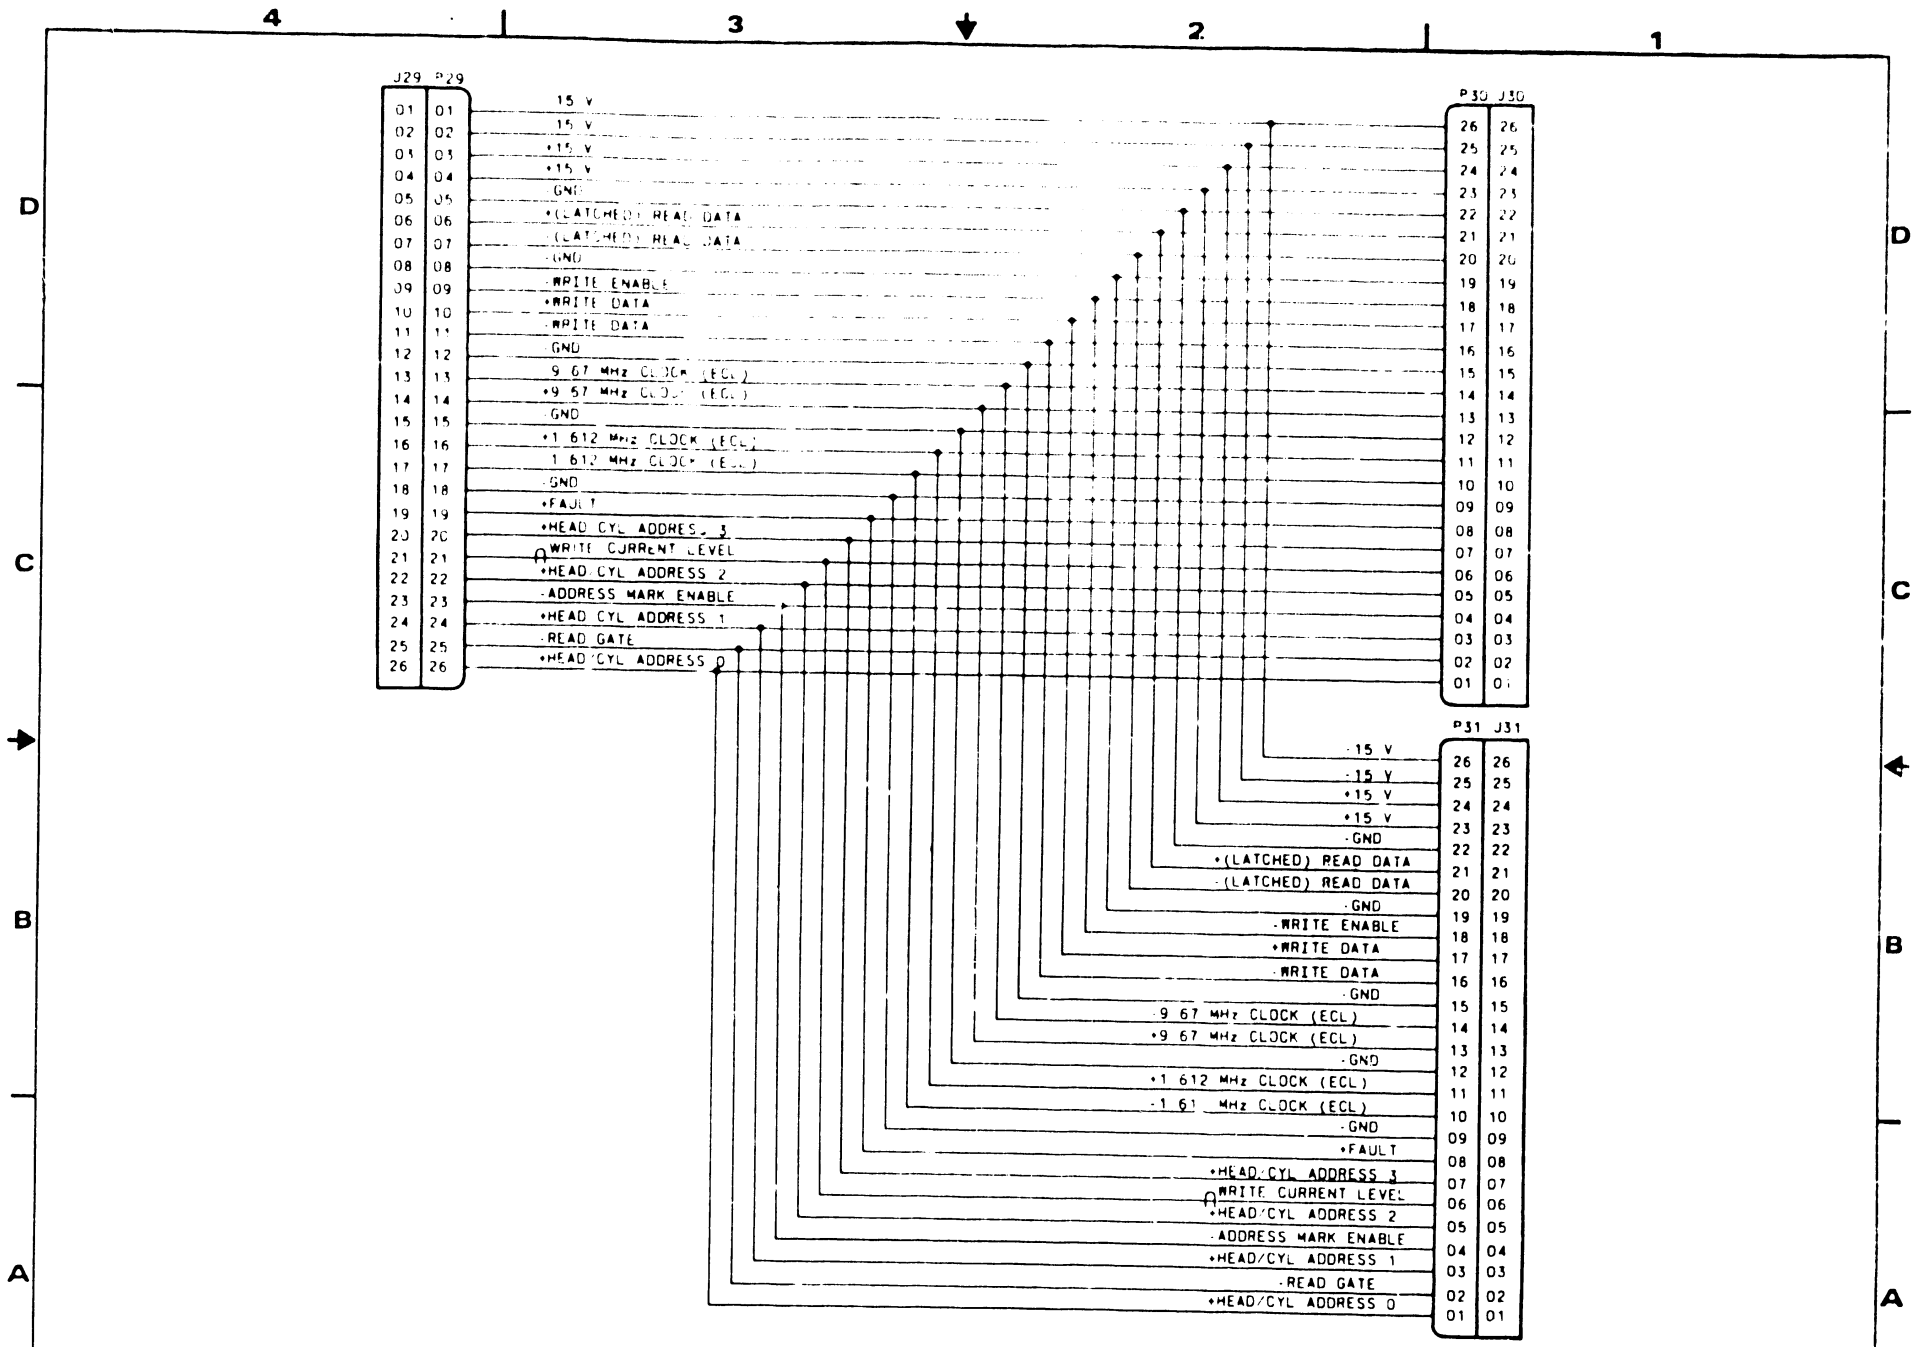 4 3 2 1
J29 P29
01 01 15 V
02 02 15 V
03 03 +15 V
04 04 +15 V
05 05 -GND
06 06 +(LATCHED) READ DATA
07 07 -(LATCHED) READ DATA
08 08 -GND
09 09 -WRITE ENABLE
10 10 +WRITE DATA
11 11 -WRITE DATA
12 12 -GND
13 13 9 67 MHz CLOCK (ECL)
14 14 +9 67 MHz CLOCK (ECL)
15 15 -GND
16 16 +1 612 MHz CLOCK (ECL)
17 17 1 612 MHz CLOCK (ECL)
18 18 -GND
19 19 +FAULT
20 20 +HEAD CYL ADDRESS 3
21 21 WRITE CURRENT LEVEL
22 22 +HEAD/CYL ADDRESS 2
23 23 -ADDRESS MARK ENABLE
24 24 +HEAD CYL ADDRESS 1
25 25 -READ GATE
26 26 +HEAD/CYL ADDRESS 0
P30 J30
26 26
25 25
24 24
23 23
22 22
21 21
20 20
19 19
18 18
17 17
16 16
15 15
14 14
13 13
12 12
11 11
10 10
09 09
08 08
07 07
06 06
05 05
04 04
03 03
02 02
01 01
P31 J31
-15 V 26 26
-15 V 25 25
+15 V 24 24
+15 V 23 23
-GND 22 22
+(LATCHED) READ DATA 21 21
-(LATCHED) READ DATA 20 20
-GND 19 19
-WRITE ENABLE 18 18
+WRITE DATA 17 17
-WRITE DATA 16 16
-GND 15 15
-9 67 MHz CLOCK (ECL) 14 14
+9 67 MHz CLOCK (ECL) 13 13
-GND 12 12
+1 612 MHz CLOCK (ECL) 11 11
-1 61 MHz CLOCK (ECL) 10 10
-GND 09 09
+FAULT 08 08
+HEAD/CYL ADDRESS 3 07 07
WRITE CURRENT LEVEL 06 06
+HEAD/CYL ADDRESS 2 05 05
-ADDRESS MARK ENABLE 04 04
+HEAD/CYL ADDRESS 1 03 03
-READ GATE 02 02
+HEAD/CYL ADDRESS 0 01 01
D
C
B
A
D
C
B
A